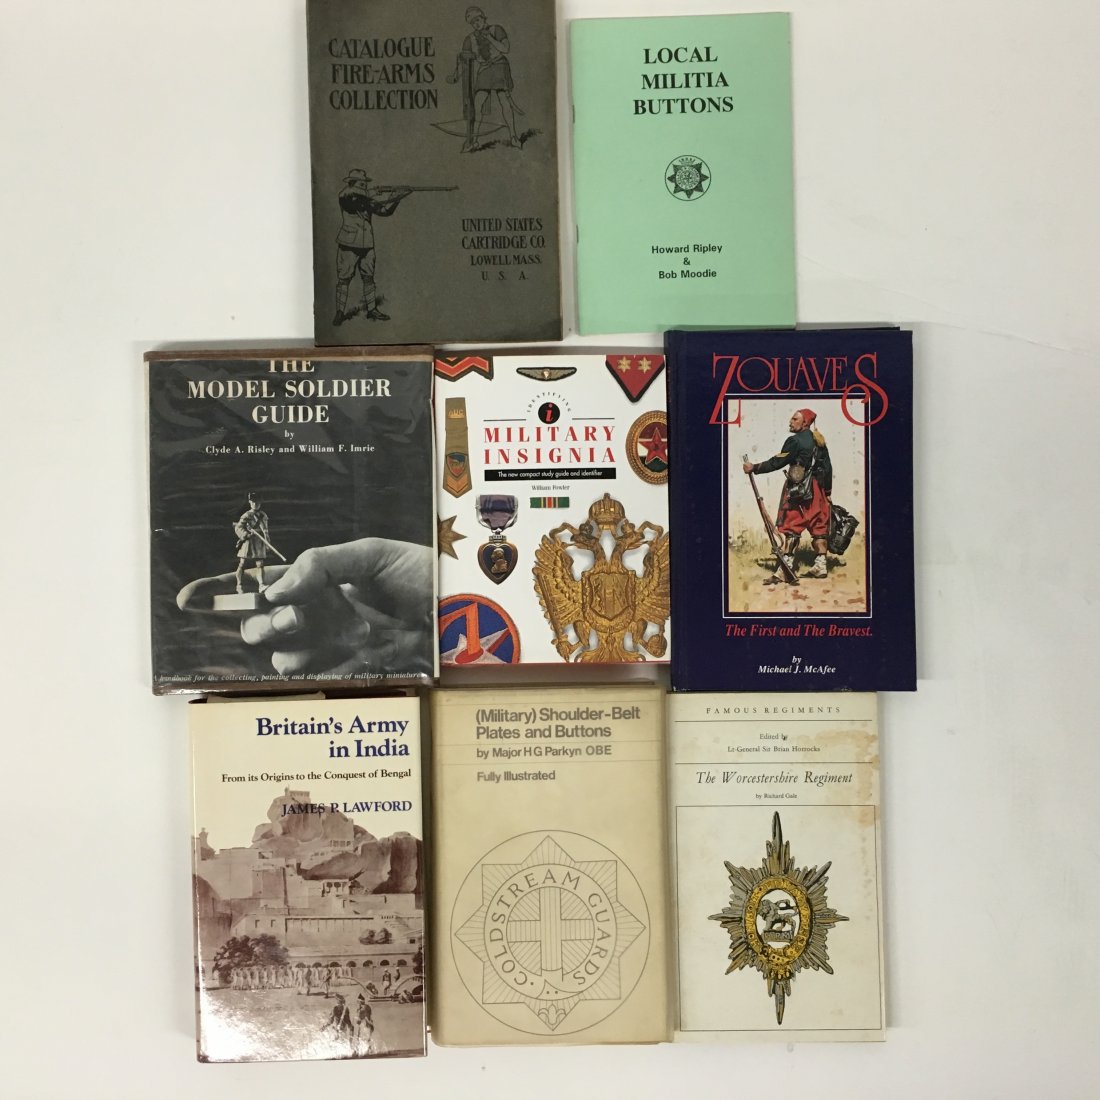 CATALOGUE
FIRE-ARMS
COLLECTION
UNITED STATES
CARTRIDGE CO.
LOWELL MASS.
U. S. A.
LOCAL
MILITIA
BUTTONS
Howard Ripley
&
Bob Moodie
THE
MODEL SOLDIER
GUIDE
by
Clyde A. Risley and William F. Imrie
handbook for the collecting, painting and displaying of military miniatures
IDENTIFYING
i
MILITARY
INSIGNIA
The new compact study guide and identifier
William Fowler
ZOUAVES
The First and The Bravest.
by
Michael J. McAfee
Britain's Army
in India
From its Origins to the Conquest of Bengal
JAMES P. LAWFORD
(Military) Shoulder-Belt
Plates and Buttons
by Major H G Parkyn OBE
Fully Illustrated
COLDSTREAM GUARDS
FAMOUS REGIMENTS
Edited by
Lt-General Sir Brian Horrocks
The Worcestershire Regiment
by Richard Gale
FIRM